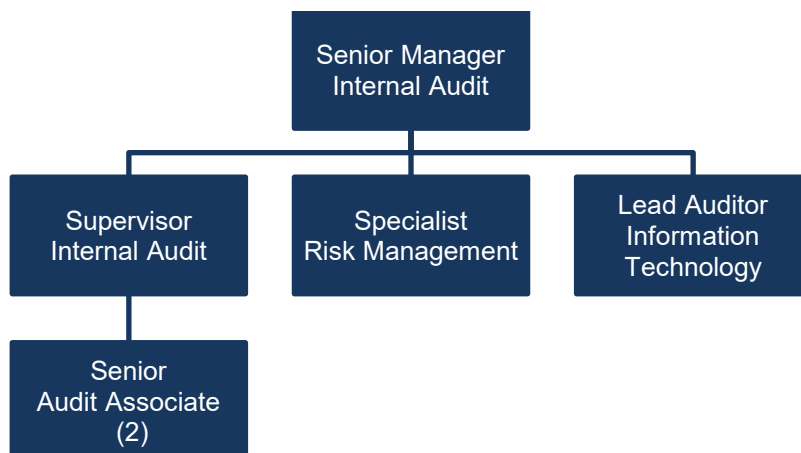 Senior Manager
Internal Audit
Supervisor
Internal Audit
Specialist
Risk Management
Lead Auditor
Information
Technology
Senior
Audit Associate
(2)